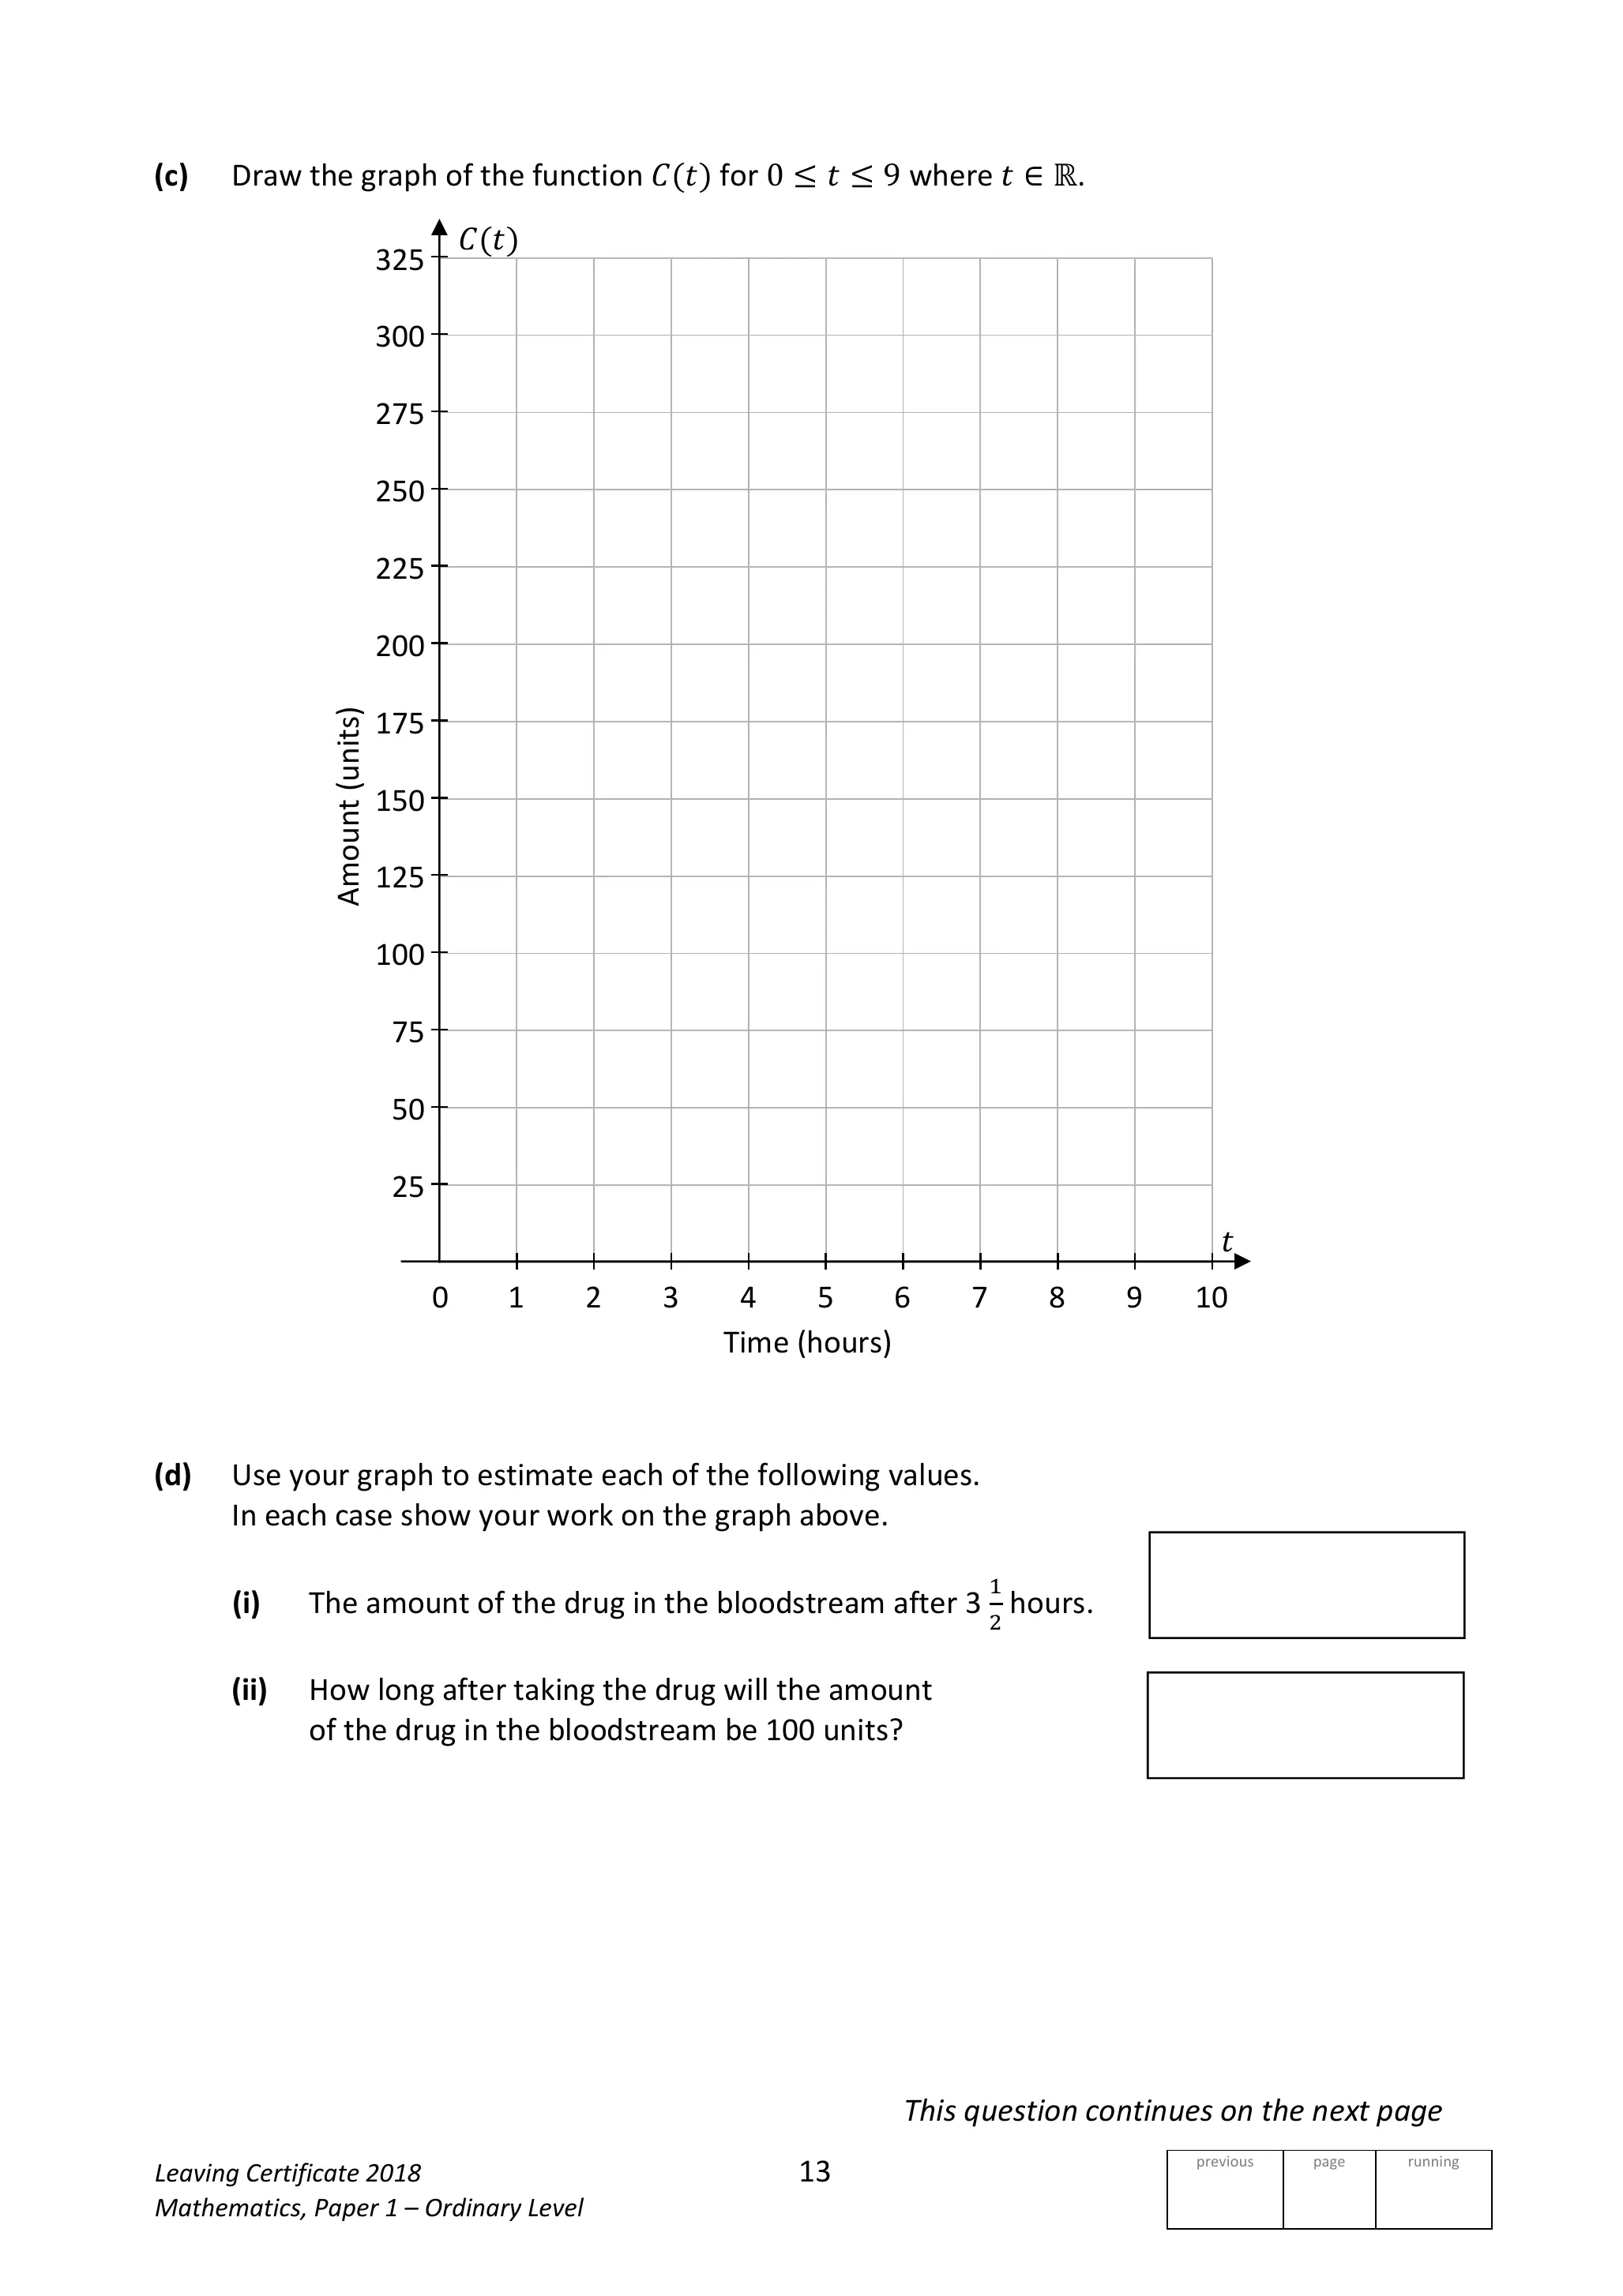 (c) Draw the graph of the function C(t) for 0 ≤ t ≤ 9 where t ∈ ℝ.
C(t)
325
300
275
250
225
200
175
150
125
100
75
50
25
Amount (units)
t
0 1 2 3 4 5 6 7 8 9 10
Time (hours)
(d) Use your graph to estimate each of the following values.
In each case show your work on the graph above.
(i) The amount of the drug in the bloodstream after 3 1/2 hours.
(ii) How long after taking the drug will the amount
of the drug in the bloodstream be 100 units?
This question continues on the next page
Leaving Certificate 2018
Mathematics, Paper 1 – Ordinary Level
13
previous page running